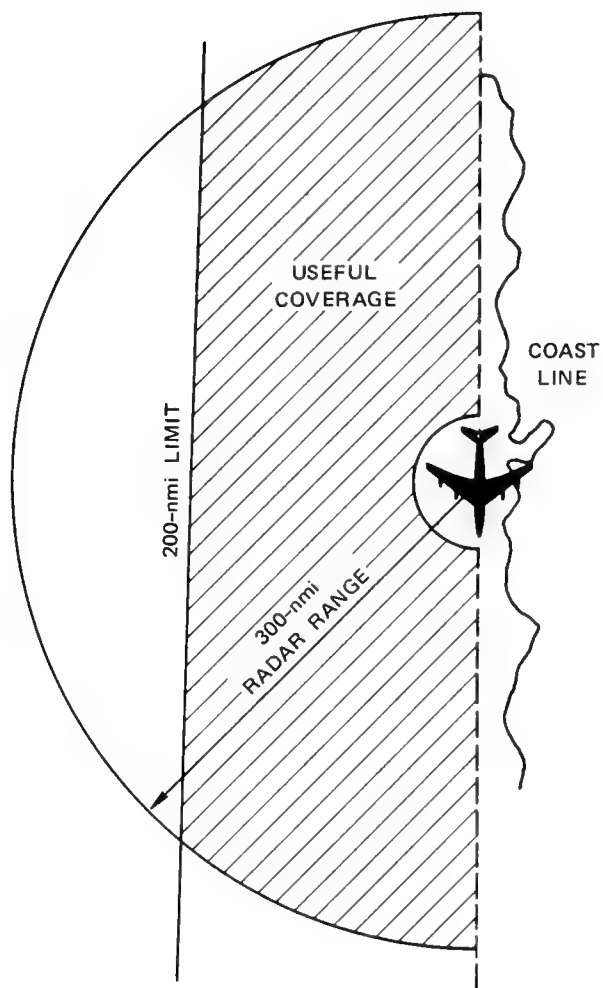 USEFUL
COVERAGE
COAST
LINE
200-nmi LIMIT
300-nmi
RADAR RANGE